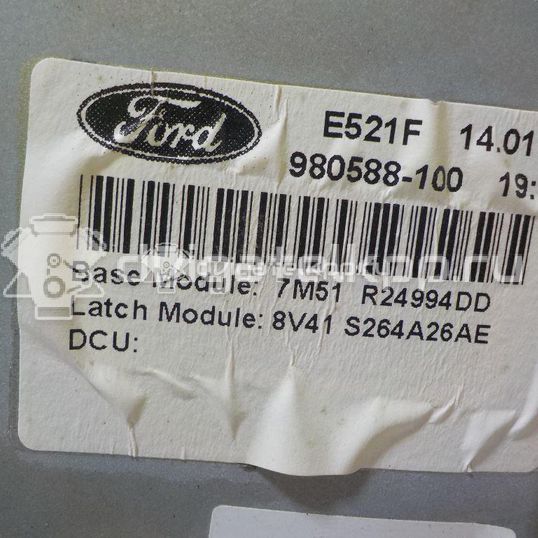 Ford
E521F 14.01
980588-100 19:
Base Module: 7M51 R24994DD
Latch Module: 8V41 S264A26AE
DCU: